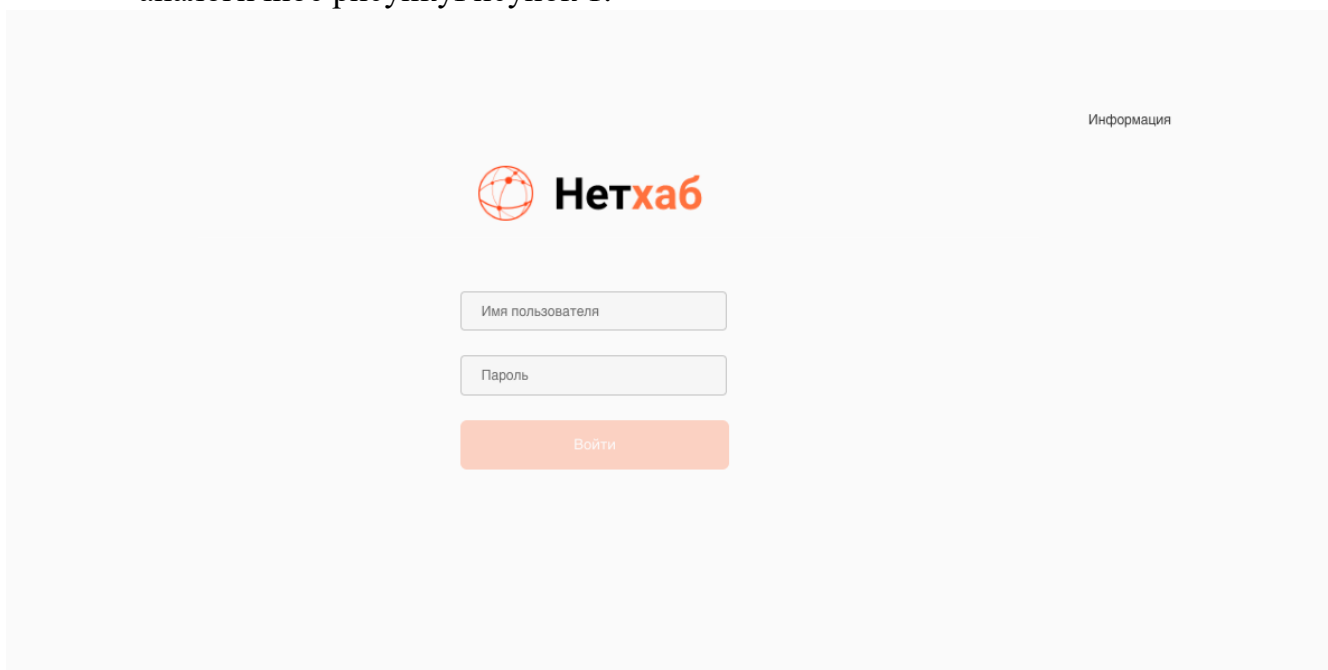 Информация
Нетхаб
Имя пользователя
Пароль
Войти